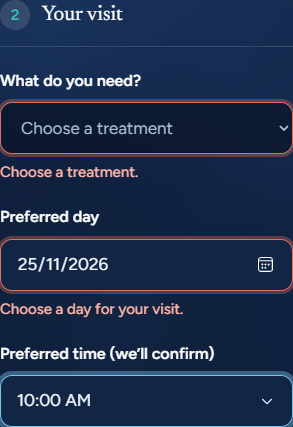 2 Your visit
What do you need?
Choose a treatment
Choose a treatment.
Preferred day
25/11/2026
Choose a day for your visit.
Preferred time (we’ll confirm)
10:00 AM